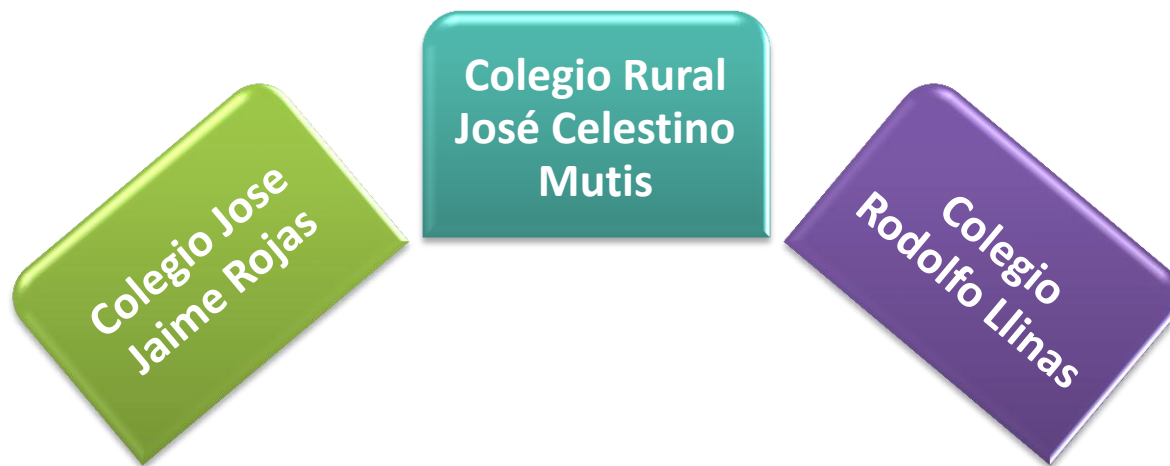 Colegio Jose
Jaime Rojas
Colegio Rural
José Celestino
Mutis
Colegio
Rodolfo Llinas